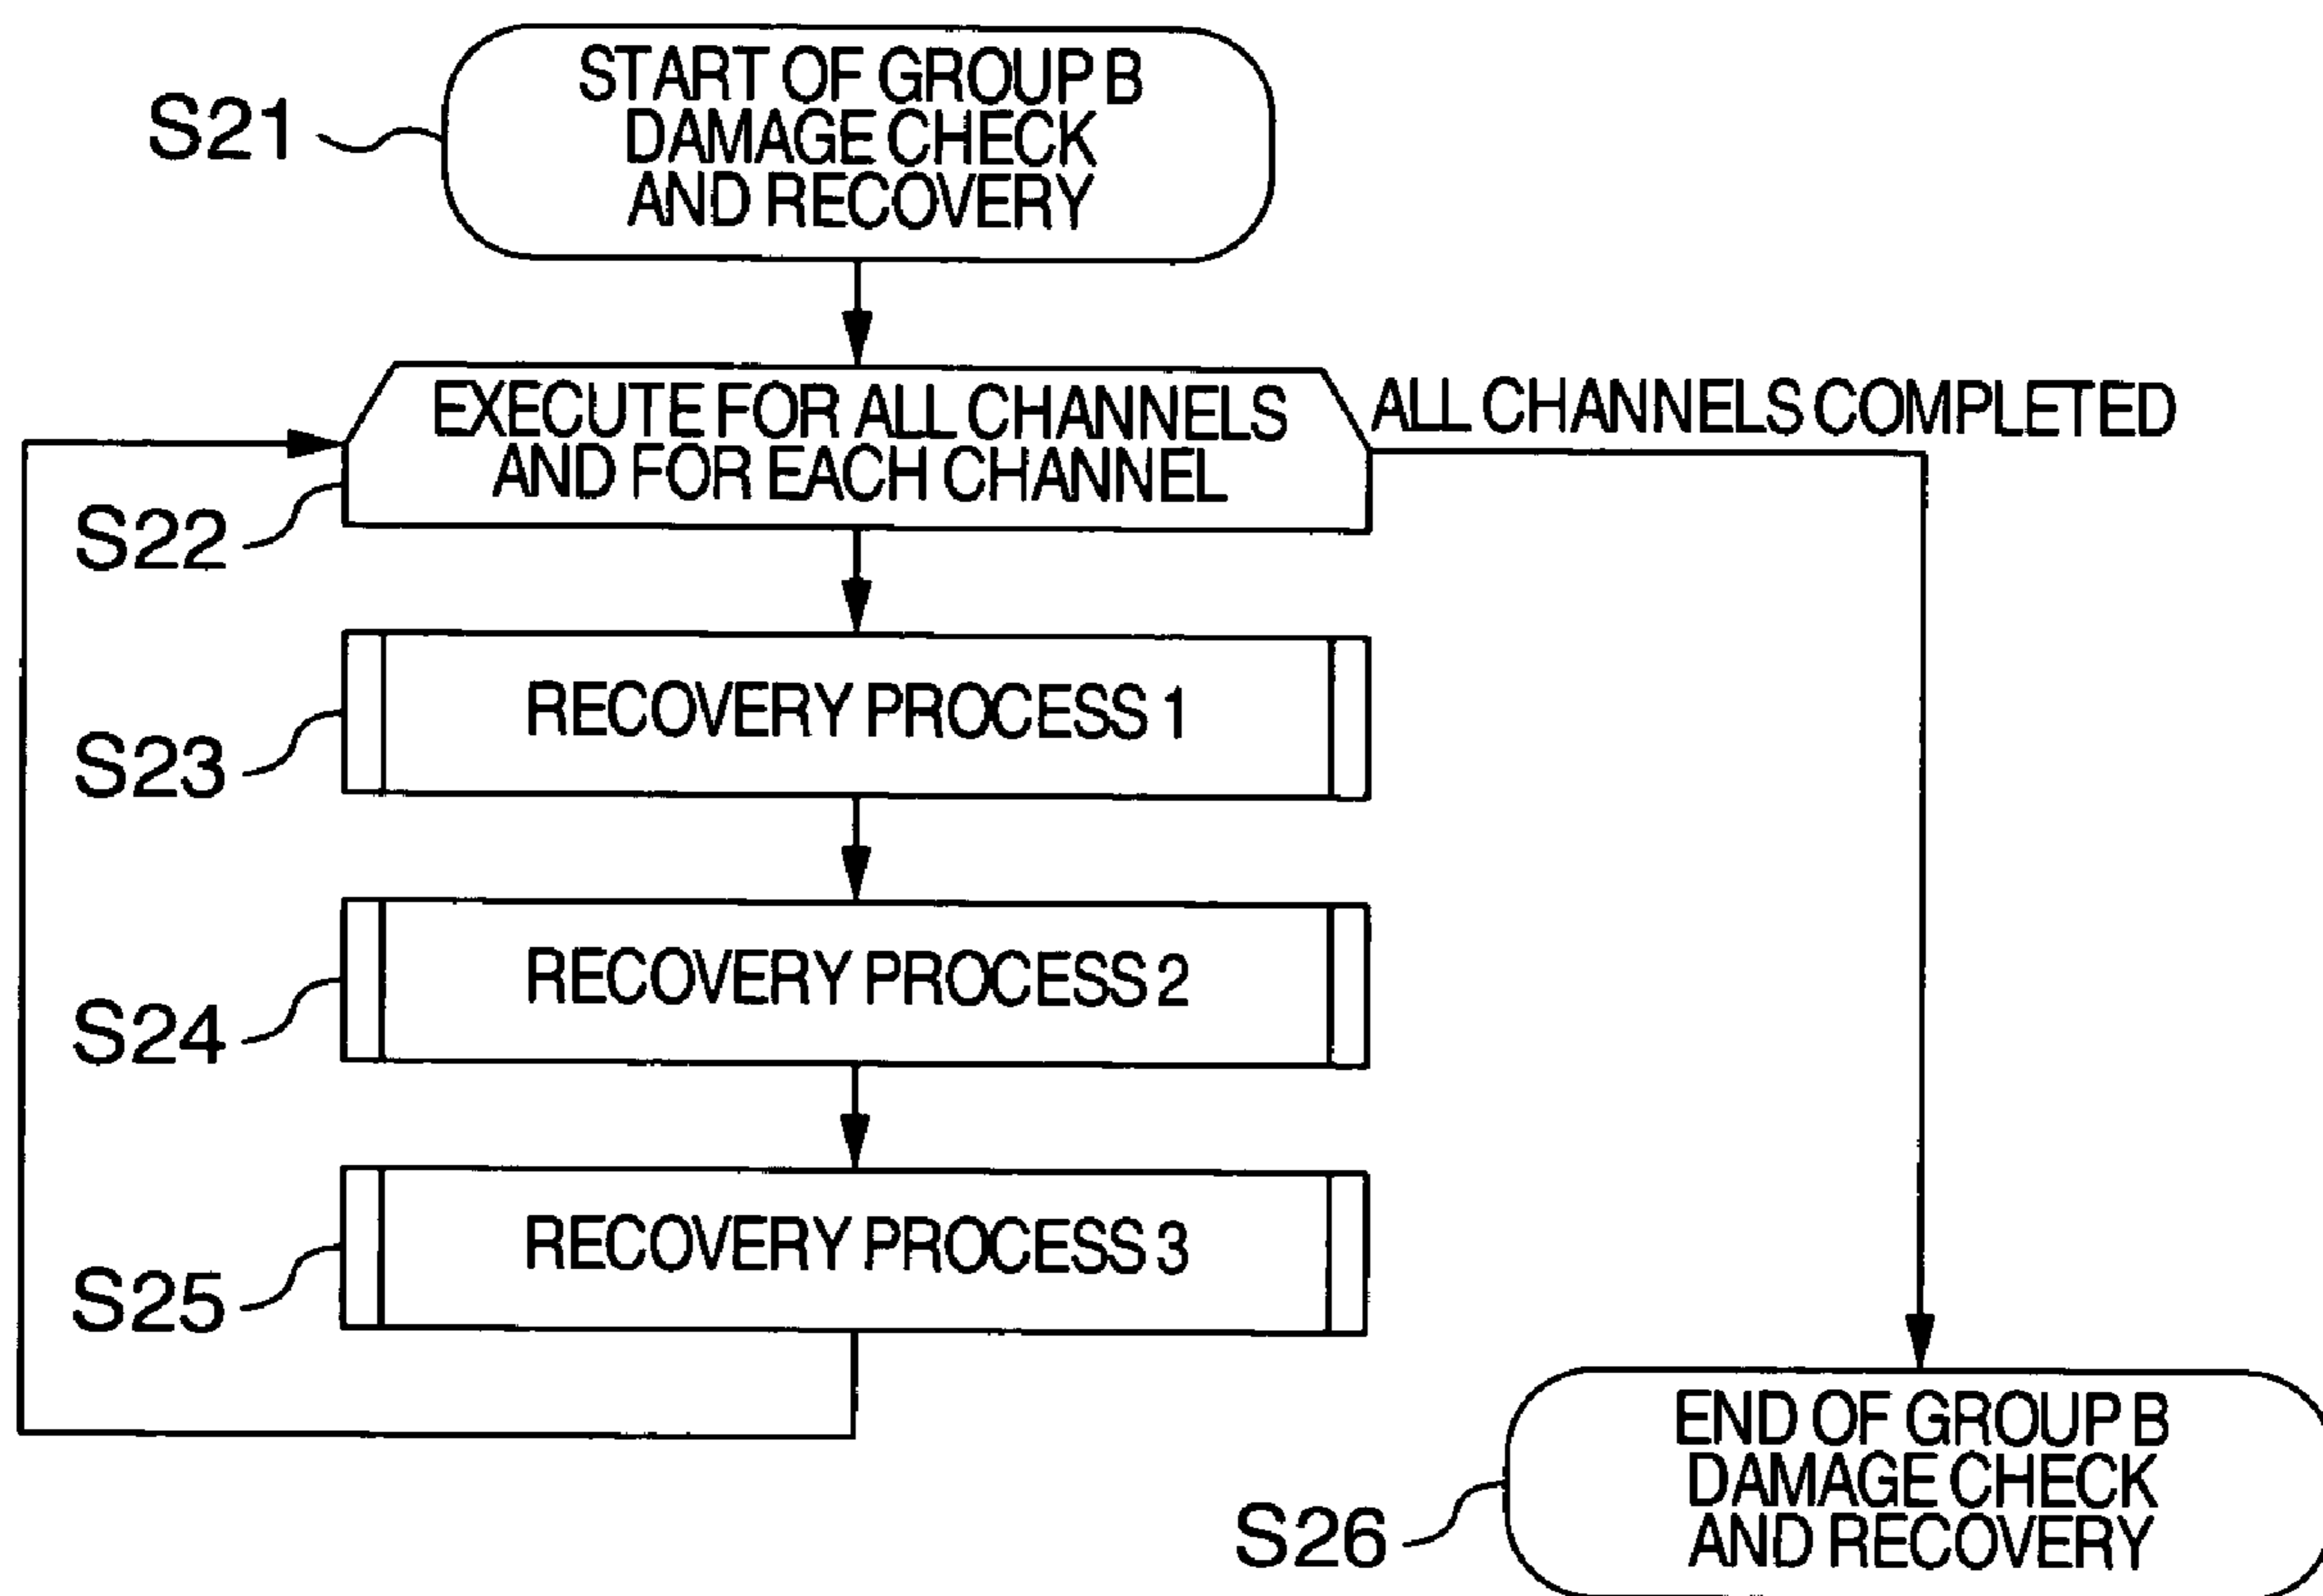 START OF GROUP B
DAMAGE CHECK
AND RECOVERY
S21
EXECUTE FOR ALL CHANNELS
AND FOR EACH CHANNEL
ALL CHANNELS COMPLETED
S22
RECOVERY PROCESS 1
S23
RECOVERY PROCESS 2
S24
RECOVERY PROCESS 3
S25
END OF GROUP B
DAMAGE CHECK
AND RECOVERY
S26